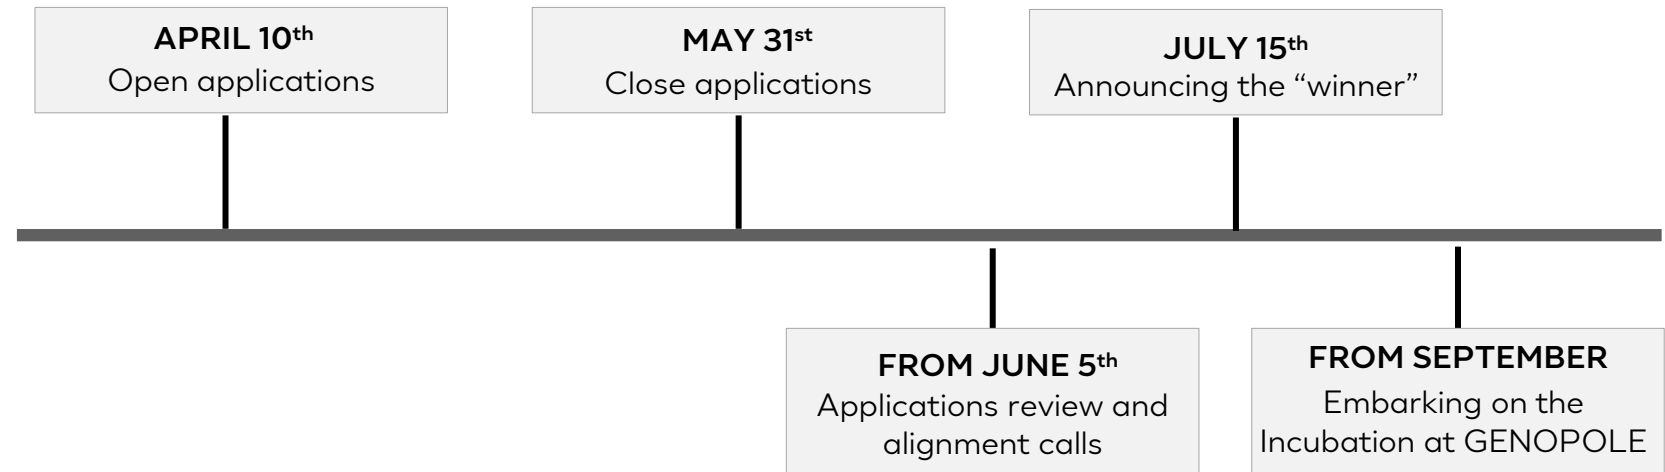 APRIL 10th
Open applications
MAY 31st
Close applications
JULY 15th
Announcing the “winner”
FROM JUNE 5th
Applications review and
alignment calls
FROM SEPTEMBER
Embarking on the
Incubation at GENOPOLE